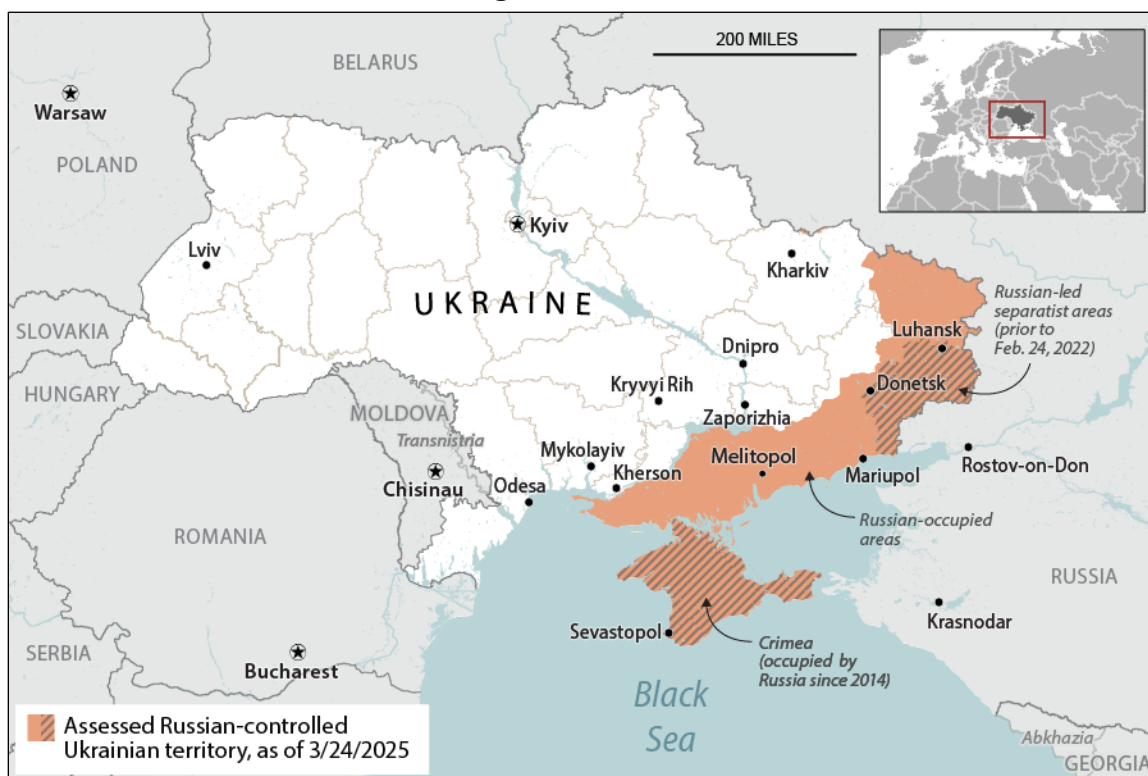 200 MILES
BELARUS
Warsaw
POLAND
Kyiv
Lviv
Kharkiv
UKRAINE
Russian-led
separatist areas
(prior to
Feb. 24, 2022)
SLOVAKIA
Luhansk
Dnipro
HUNGARY
Kryvyi Rih
Donetsk
MOLDOVA
Zaporizhia
Transnistria
Mykolayiv
Melitopol
Rostov-on-Don
Kherson
Mariupol
Chisinau
Odesa
Russian-occupied
areas
ROMANIA
RUSSIA
Krasnodar
Sevastopol
Crimea
(occupied by
Russia since 2014)
SERBIA
Bucharest
Black
Sea
Assessed Russian-controlled
Ukrainian territory, as of 3/24/2025
Abkhazia
GEORGIA